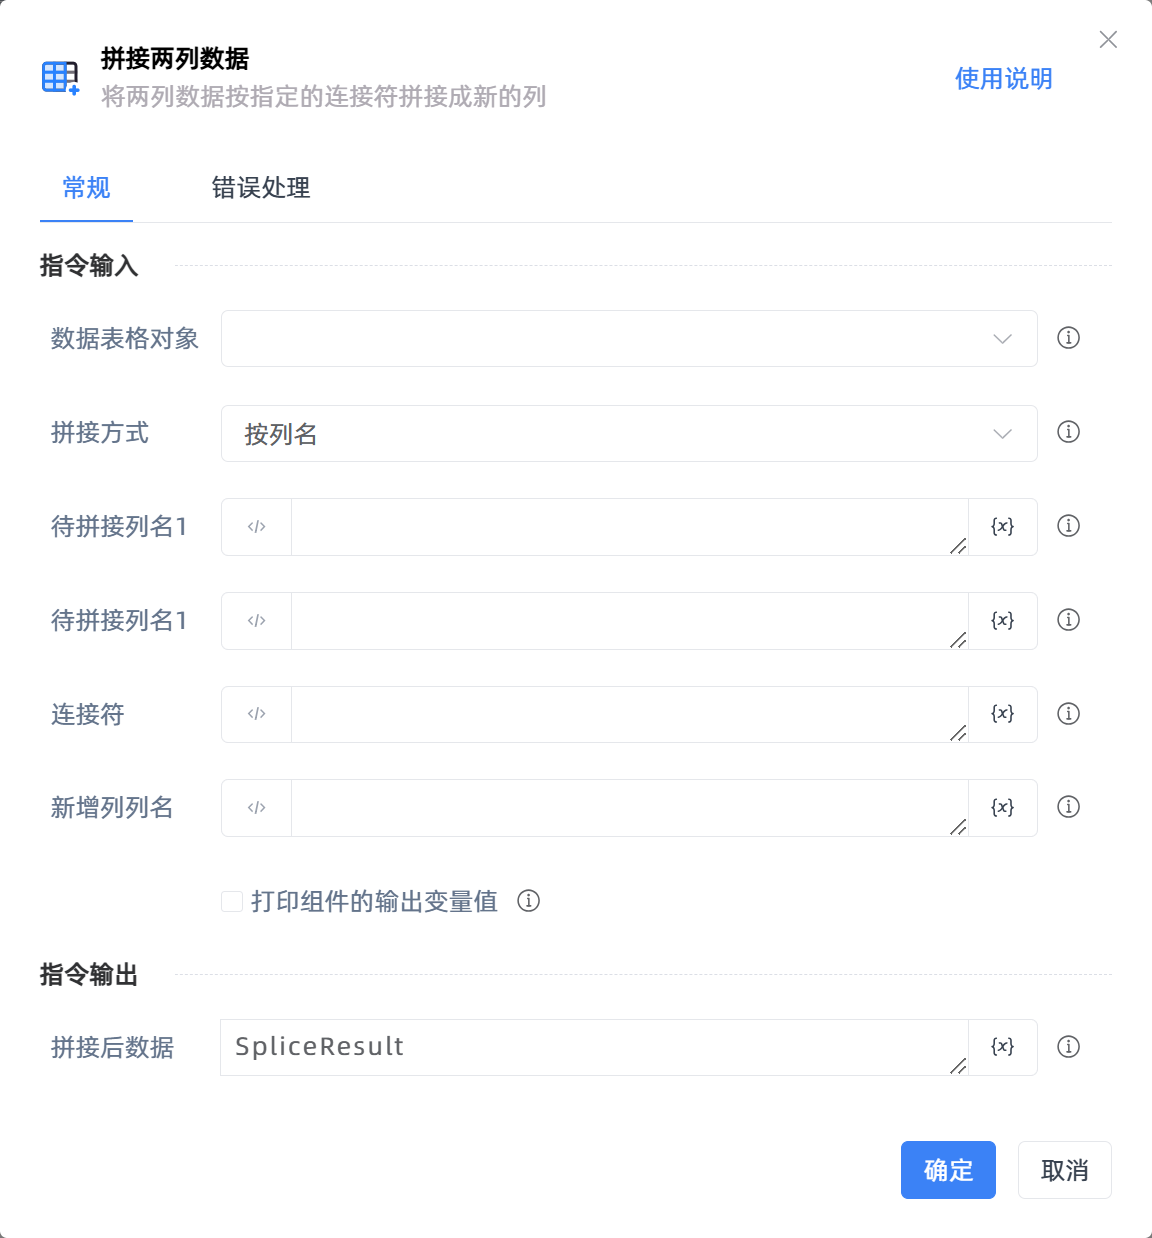 拼接两列数据
将两列数据按指定的连接符拼接成新的列
使用说明
常规
错误处理
指令输入
数据表格对象
拼接方式
按列名
待拼接列名1
</>
{x}
待拼接列名1
</>
{x}
连接符
</>
{x}
新增列列名
</>
{x}
打印组件的输出变量值
指令输出
拼接后数据
SpliceResult
{x}
确定
取消